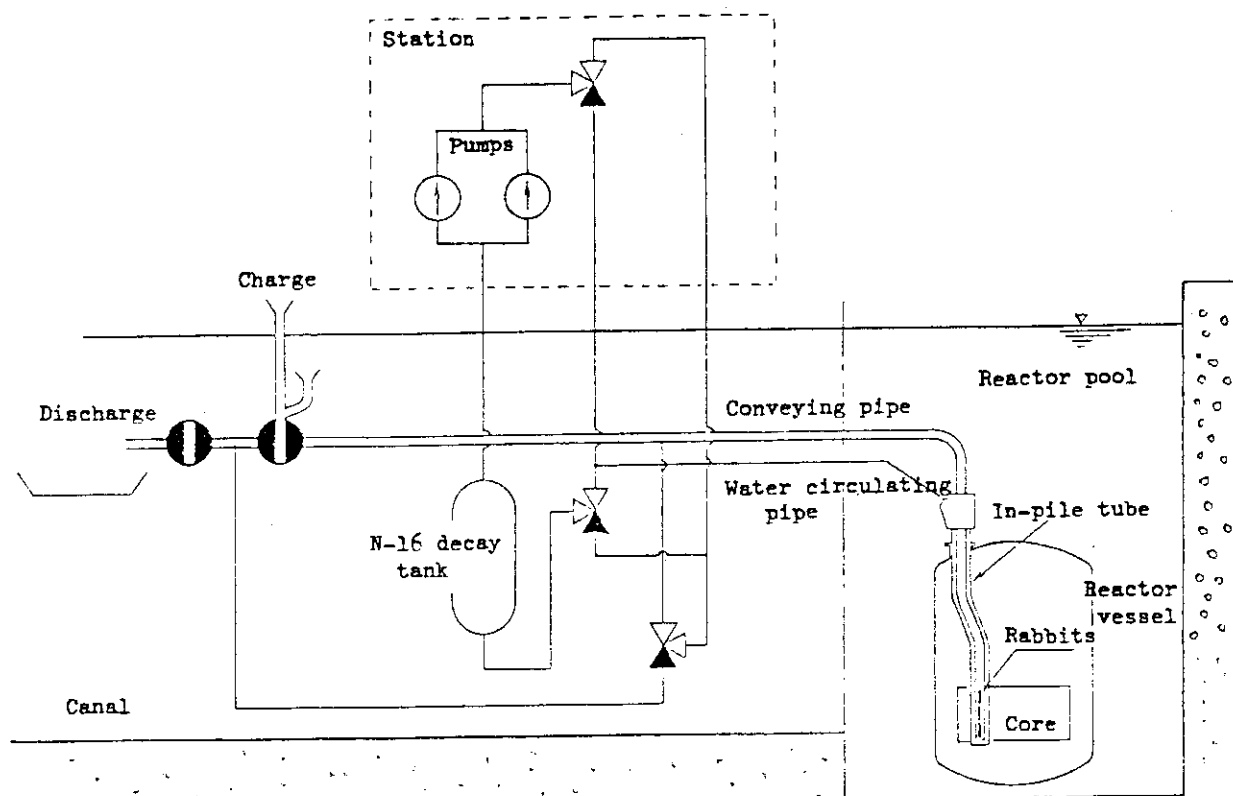 Station
Pumps
Charge
Reactor pool
Discharge
Conveying pipe
Water circulating
pipe
In-pile tube
N-16 decay
tank
Reactor
vessel
Rabbits
Canal
Core